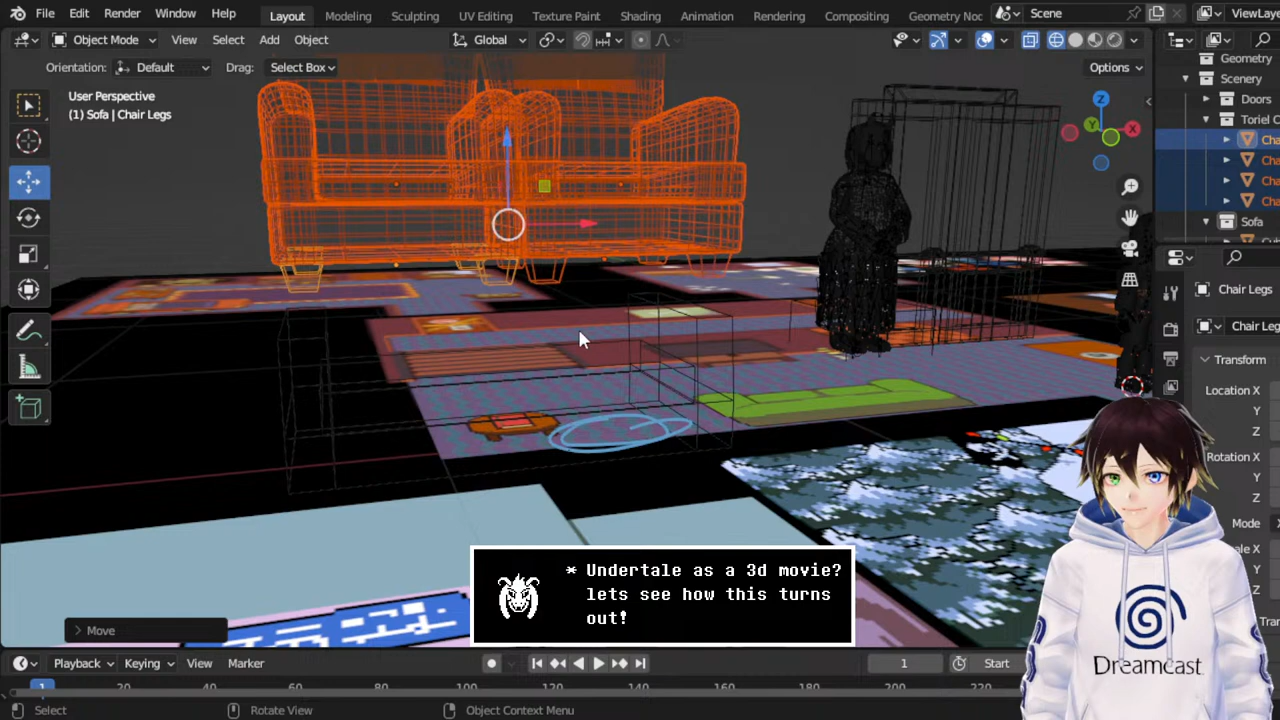 File Edit Render Window Help Layout Modeling Sculpting UV Editing Texture Paint Shading Animation Rendering Compositing Geometry Noc Scene ViewLaye
Object Mode View Select Add Object Global
Orientation: Default Drag: Select Box Options
User Perspective
(1) Sofa | Chair Legs
Geometry
Scenery
Doors
Toriel C
Cha
Cha
Cha
Cha
Sofa
Z
Y
X
Chair Legs
Chair Leg
Transform
Location X
Y
Z
Rotation X
Y
Z
Mode
* Undertale as a 3d movie?
lets see how this turns
out!
Dreamcast
Move
Playback Keying View Marker 1 Start
1 20 40 60 80 100 120 140 160 180 200 220
Select Rotate View Object Context Menu